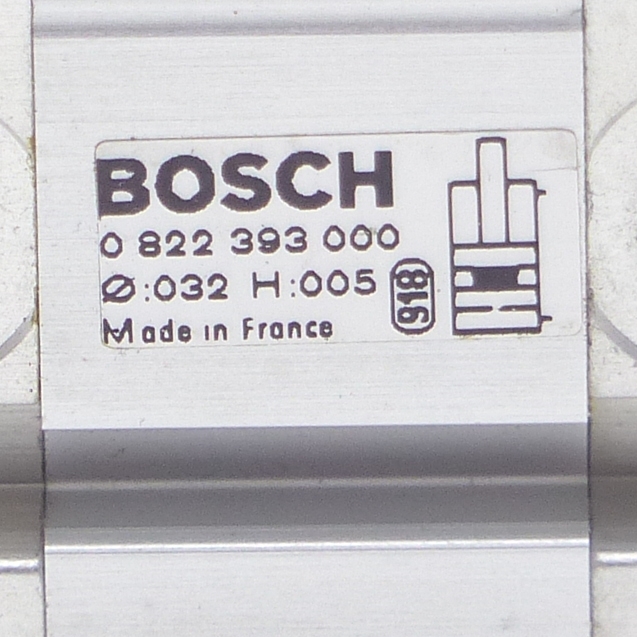 BOSCH
0 822 393 000
Ø:032 H:005
918
Made in France